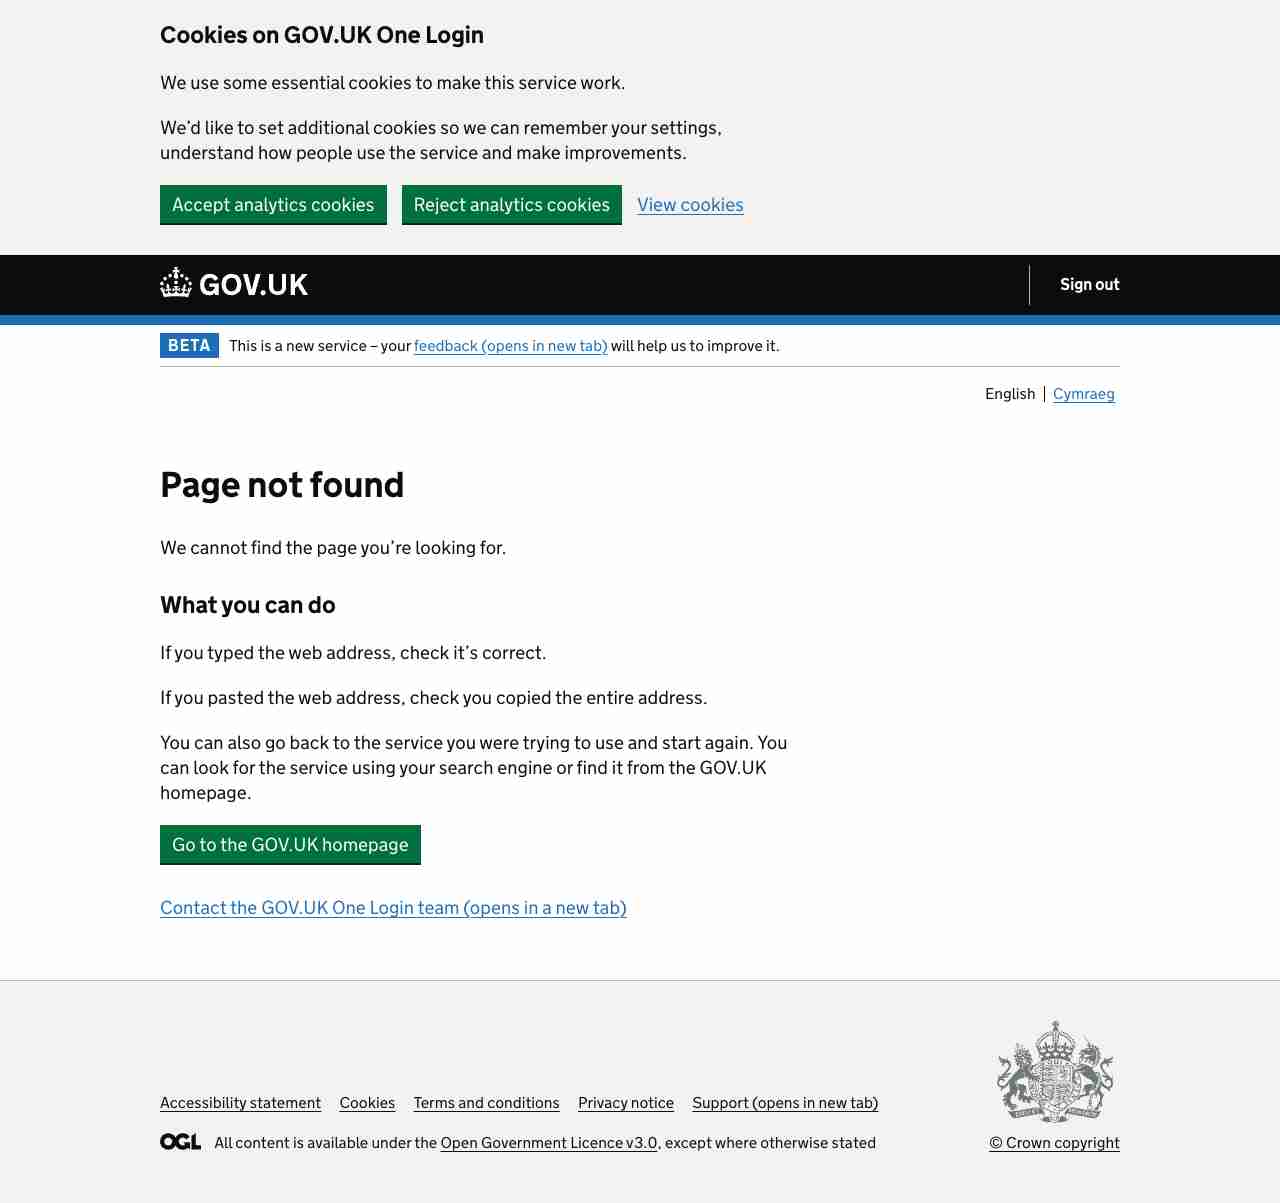 Cookies on GOV.UK One Login
We use some essential cookies to make this service work.
We’d like to set additional cookies so we can remember your settings,
understand how people use the service and make improvements.
Accept analytics cookies Reject analytics cookies View cookies
GOV.UK Sign out
BETA This is a new service – your feedback (opens in new tab) will help us to improve it.
English Cymraeg
Page not found
We cannot find the page you’re looking for.
What you can do
If you typed the web address, check it’s correct.
If you pasted the web address, check you copied the entire address.
You can also go back to the service you were trying to use and start again. You
can look for the service using your search engine or find it from the GOV.UK
homepage.
Go to the GOV.UK homepage
Contact the GOV.UK One Login team (opens in a new tab)
Accessibility statement Cookies Terms and conditions Privacy notice Support (opens in new tab)
OGL All content is available under the Open Government Licence v3.0, except where otherwise stated
© Crown copyright